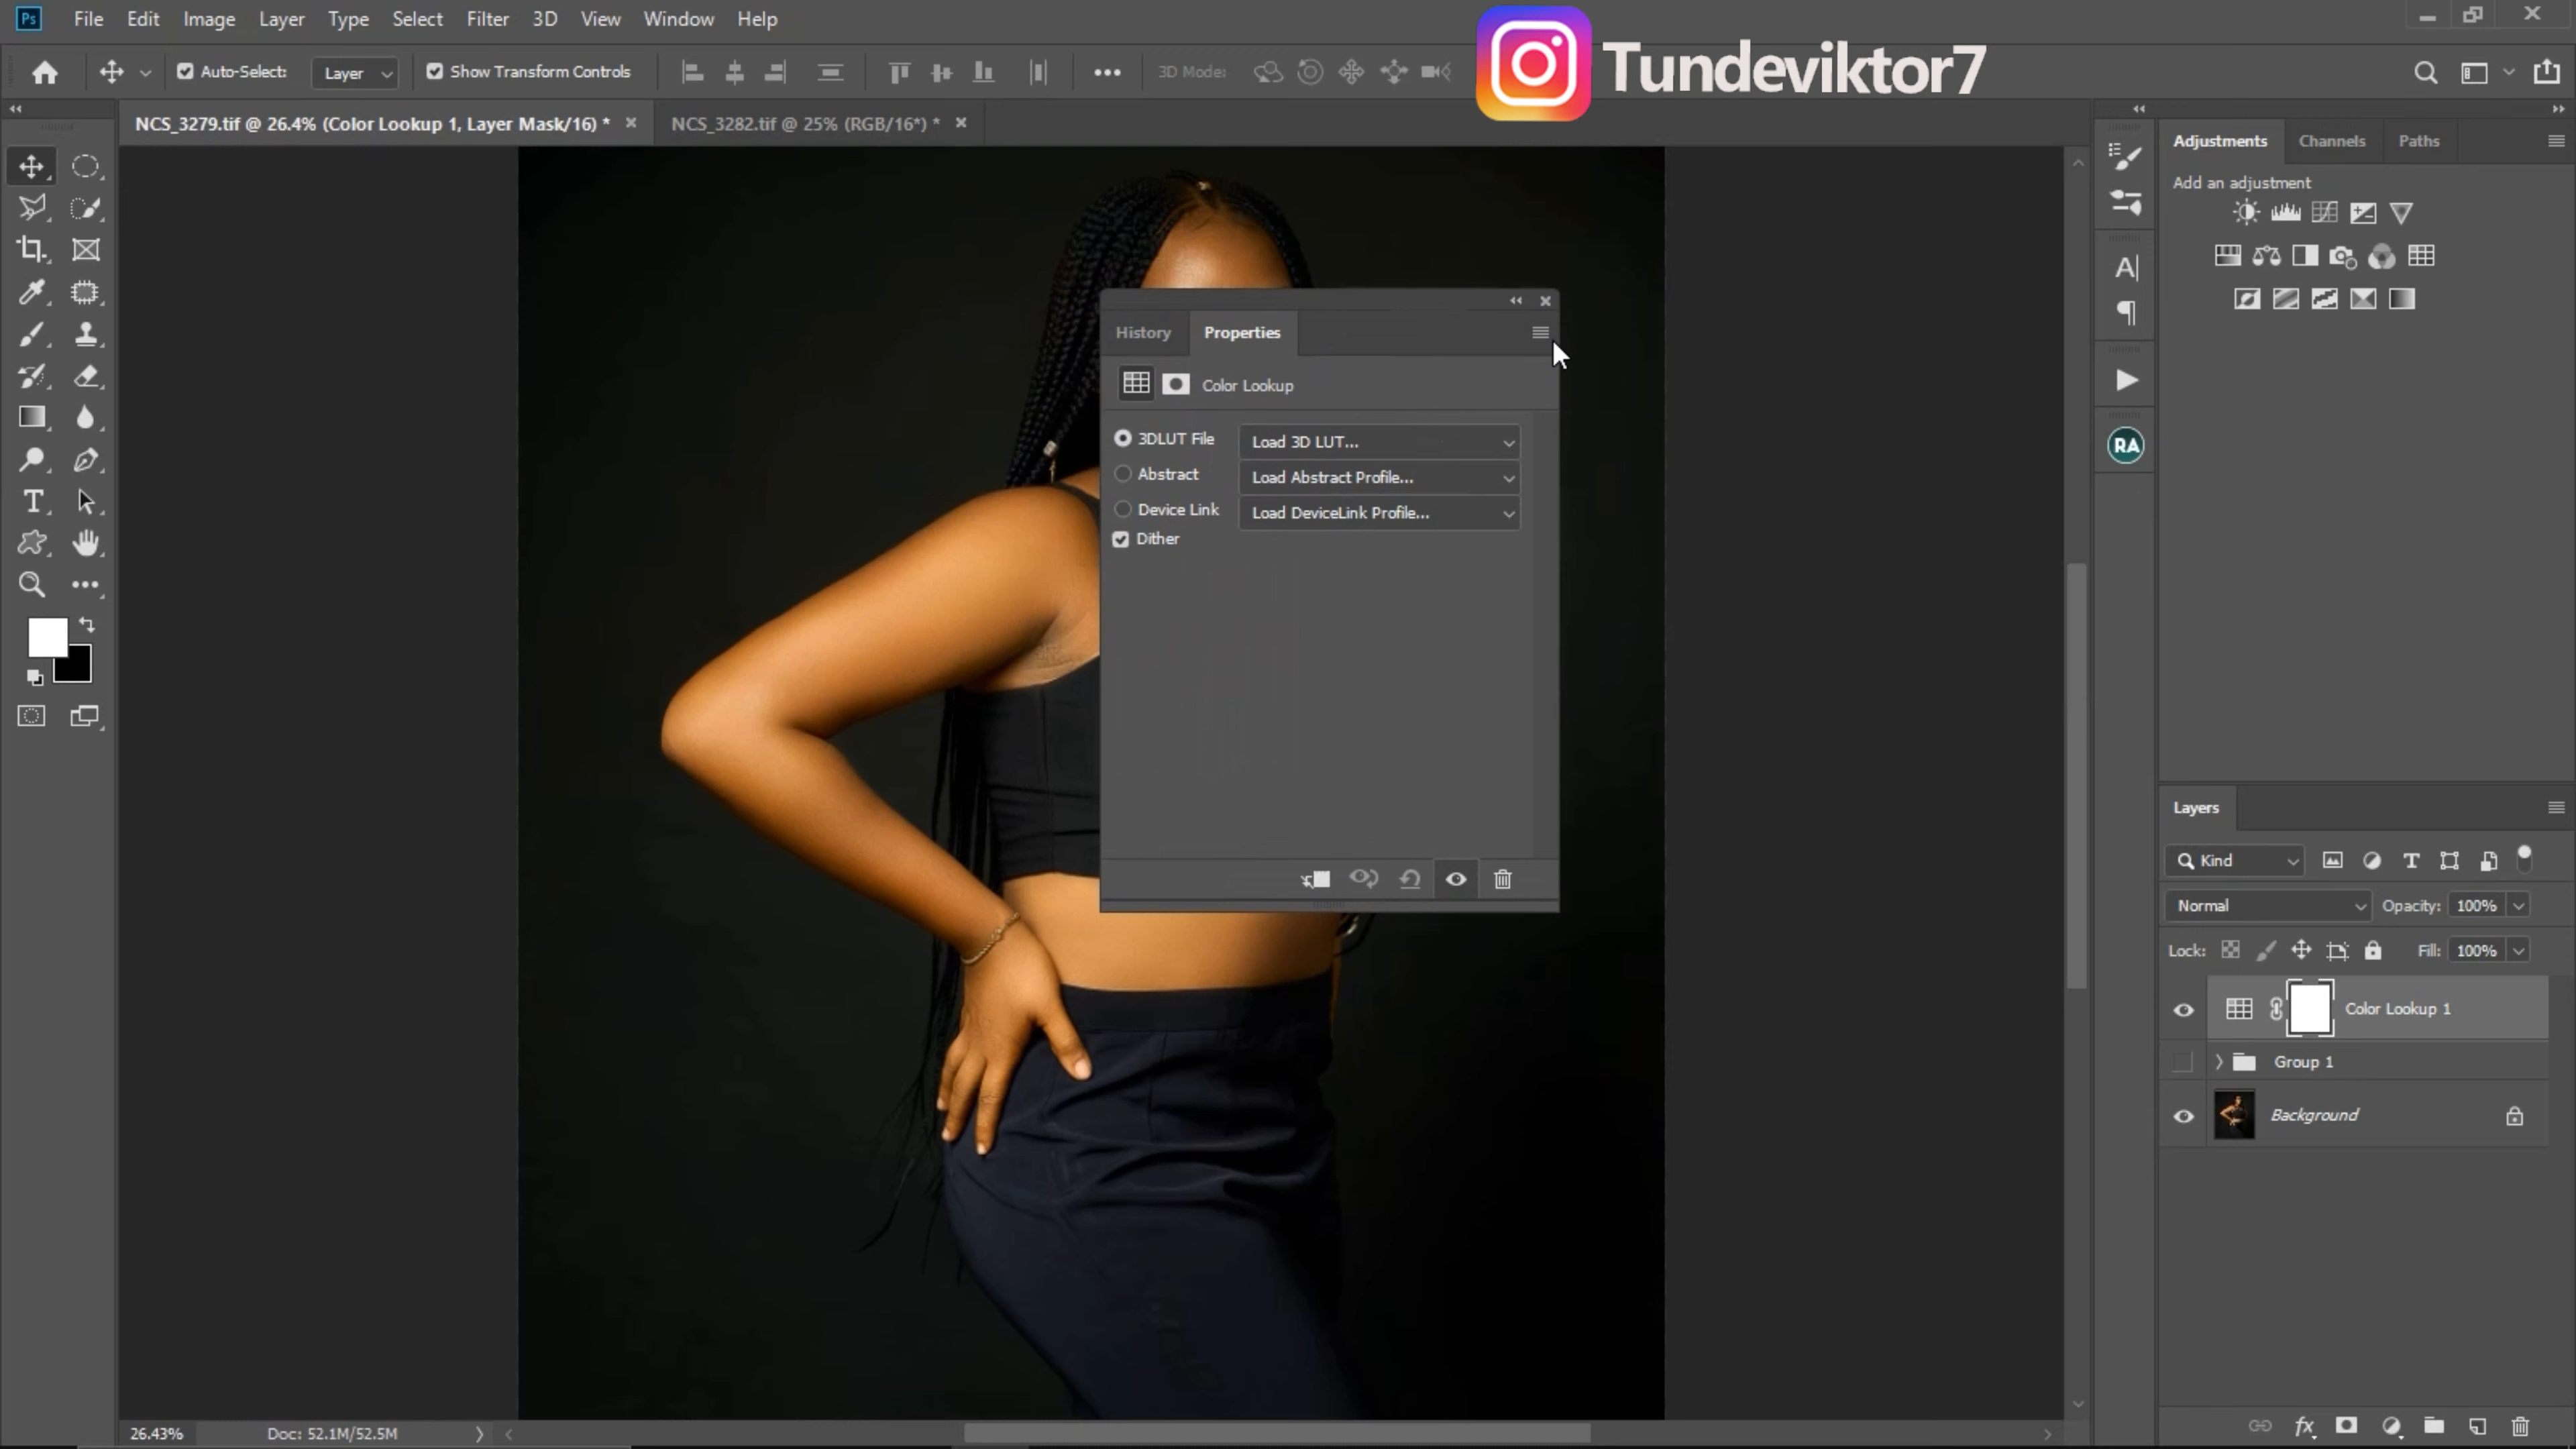 Ps File Edit Image Layer Type Select Filter 3D View Window Help
Tundeviktor7
Auto-Select: Layer Show Transform Controls 3D Mode:
NCS_3279.tif @ 26.4% (Color Lookup 1, Layer Mask/16) * NCS_3282.tif @ 25% (RGB/16*) *
Adjustments Channels Paths
Add an adjustment
History Properties
Color Lookup
3DLUT File Load 3D LUT...
Abstract Load Abstract Profile...
Device Link Load DeviceLink Profile...
Dither
RA
Layers
Kind
Normal Opacity: 100%
Lock: Fill: 100%
Color Lookup 1
Group 1
Background
26.43% Doc: 52.1M/52.5M